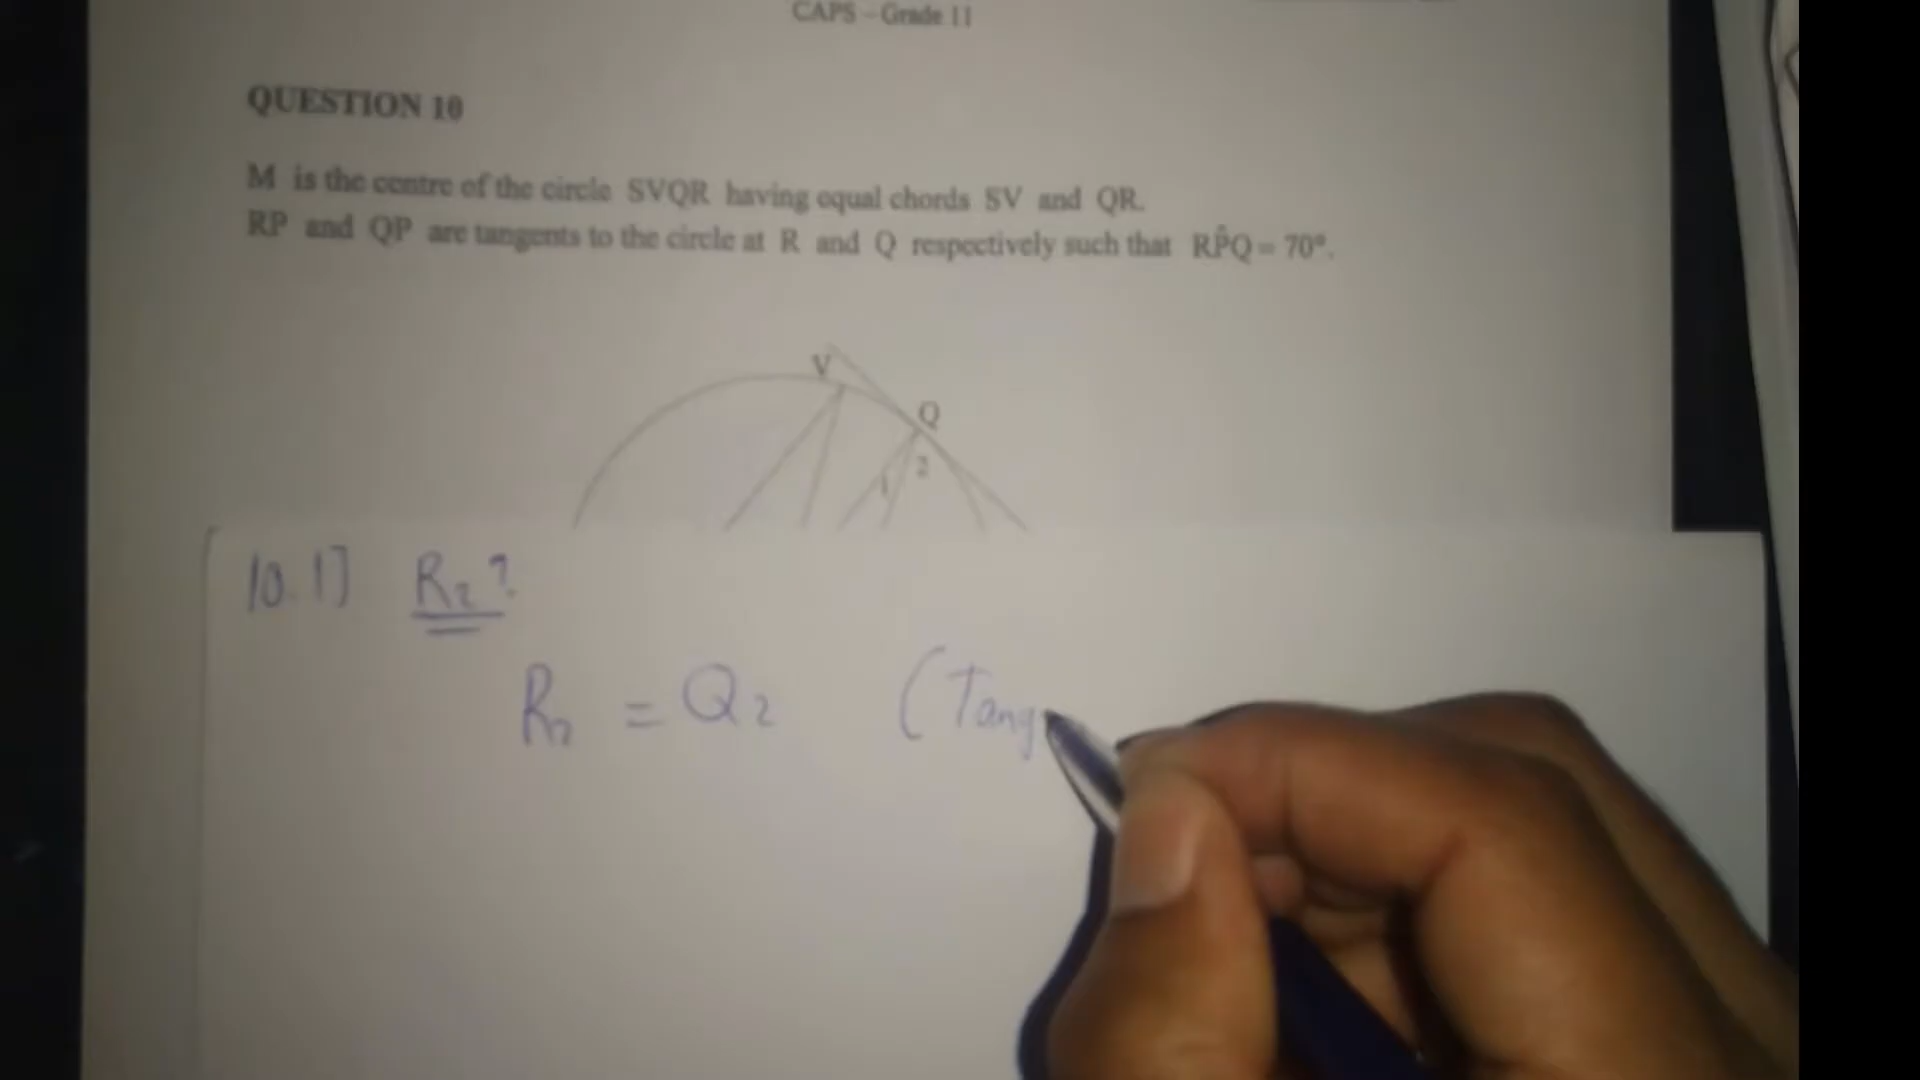 CAPS – Grade 11
QUESTION 10
M is the centre of the circle SVQR having equal chords SV and QR.
RP and QP are tangents to the circle at R and Q respectively such that RP̂Q = 70°.
V
Q
2
1
10.1] R₂?
R₂ = Q₂ (Tang